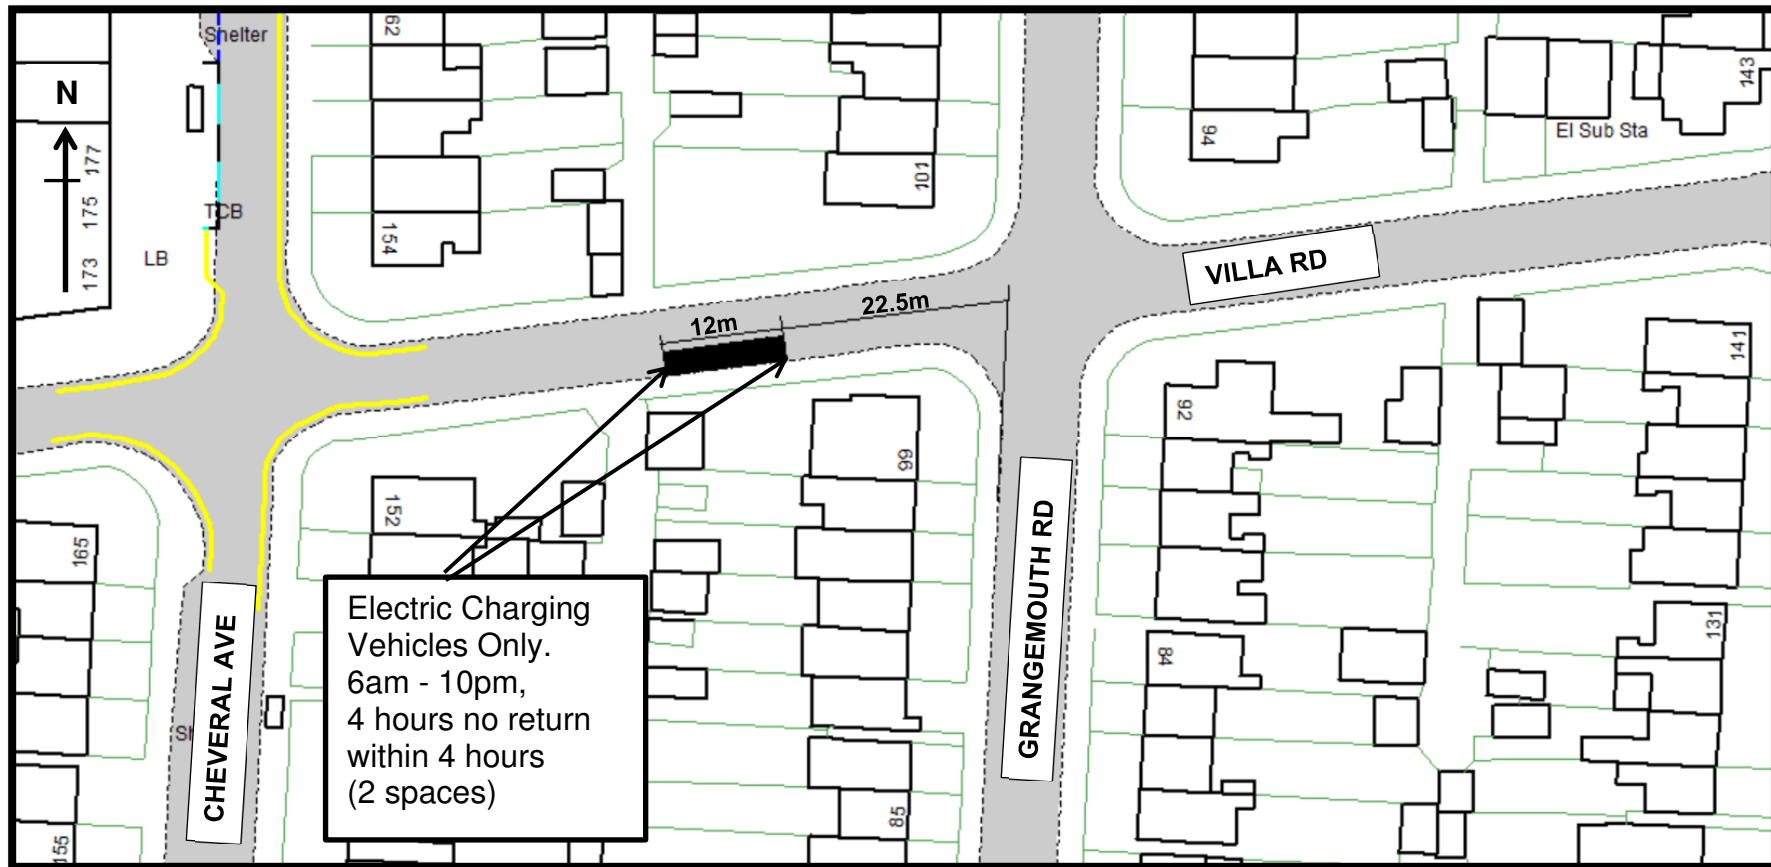 Shelter
62
143
N
El Sub Sta
94
177
175
173
TCB
101
154
LB
VILLA RD
22.5m
12m
141
92
66
152
165
GRANGEMOUTH RD
Electric Charging
Vehicles Only.
6am - 10pm,
4 hours no return
within 4 hours
(2 spaces)
CHEVERAL AVE
131
84
85
155